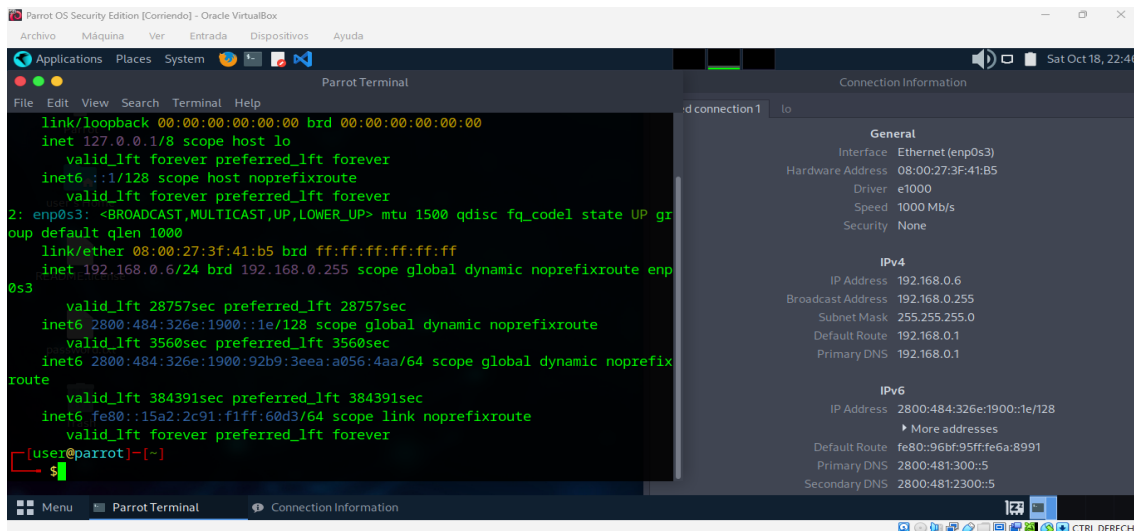 Parrot OS Security Edition [Corriendo] - Oracle VirtualBox
Archivo Máquina Ver Entrada Dispositivos Ayuda
Applications Places System
Sat Oct 18, 22:46
Parrot Terminal
File Edit View Search Terminal Help
link/loopback 00:00:00:00:00:00 brd 00:00:00:00:00:00
inet 127.0.0.1/8 scope host lo
valid_lft forever preferred_lft forever
inet6 ::1/128 scope host noprefixroute
valid_lft forever preferred_lft forever
2: enp0s3: <BROADCAST,MULTICAST,UP,LOWER_UP> mtu 1500 qdisc fq_codel state UP gr
oup default qlen 1000
link/ether 08:00:27:3f:41:b5 brd ff:ff:ff:ff:ff:ff
inet 192.168.0.6/24 brd 192.168.0.255 scope global dynamic noprefixroute enp
0s3
valid_lft 28757sec preferred_lft 28757sec
inet6 2800:484:326e:1900::1e/128 scope global dynamic noprefixroute
valid_lft 3560sec preferred_lft 3560sec
inet6 2800:484:326e:1900:92b9:3eea:a056:4aa/64 scope global dynamic noprefix
route
valid_lft 384391sec preferred_lft 384391sec
inet6 fe80::15a2:2c91:f1ff:60d3/64 scope link noprefixroute
valid_lft forever preferred_lft forever
[user@parrot]-[~]
$
Connection Information
ed connection 1 lo
General
Interface Ethernet (enp0s3)
Hardware Address 08:00:27:3F:41:B5
Driver e1000
Speed 1000 Mb/s
Security None
IPv4
IP Address 192.168.0.6
Broadcast Address 192.168.0.255
Subnet Mask 255.255.255.0
Default Route 192.168.0.1
Primary DNS 192.168.0.1
IPv6
IP Address 2800:484:326e:1900::1e/128
More addresses
Default Route fe80::96bf:95ff:fe6a:8991
Primary DNS 2800:481:300::5
Secondary DNS 2800:481:2300::5
Menu Parrot Terminal Connection Information
CTRL DERECH